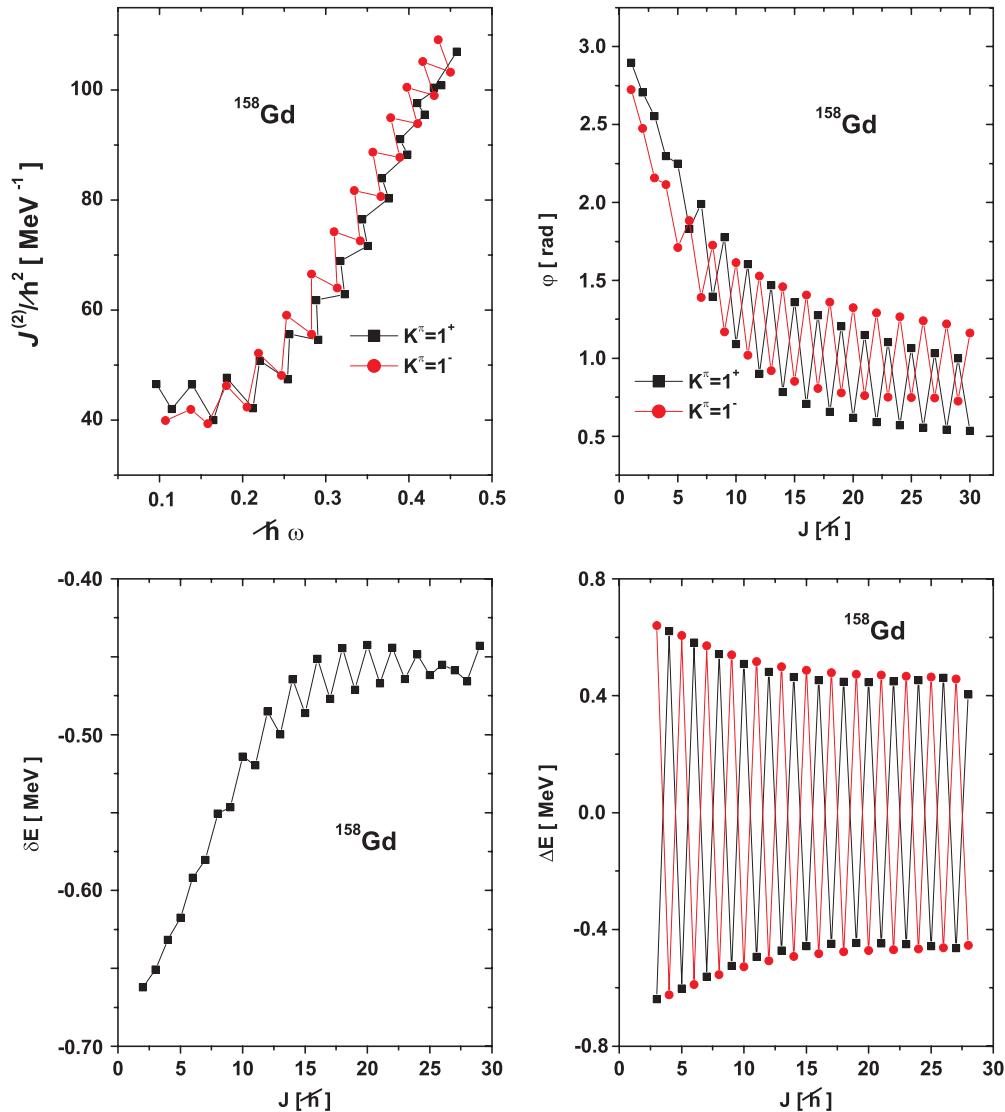 J⁽²⁾/ħ² [ MeV⁻¹ ]
100
80
60
40
¹⁵⁸Gd
K^π=1⁺
K^π=1⁻
0.1 0.2 0.3 0.4 0.5
ħ ω
φ [ rad ]
3.0
2.5
2.0
1.5
1.0
0.5
¹⁵⁸Gd
K^π=1⁺
K^π=1⁻
0 5 10 15 20 25 30
J [ ħ ]
δE [ MeV ]
-0.40
-0.50
-0.60
-0.70
¹⁵⁸Gd
0 5 10 15 20 25 30
J [ ħ ]
ΔE [ MeV ]
0.8
0.4
0.0
-0.4
-0.8
¹⁵⁸Gd
0 5 10 15 20 25 30
J [ ħ ]